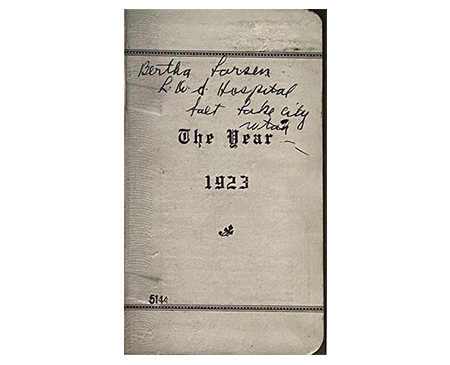 Bertha Larsen.
L. D. S. Hospital
Salt Lake City
Utah
The Year
1923
5144